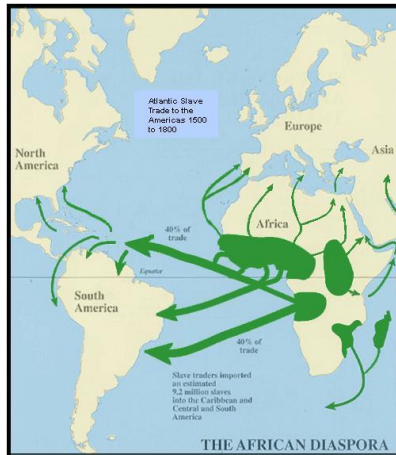 Atlantic Slave
Trade to the
Americas 1500
to 1800
Europe
Asia
North
America
Africa
40% of
trade
Equator
South
America
40% of
trade
Slave traders imported
an estimated
9.2 million slaves
into the Caribbean and
Central and South
America
THE AFRICAN DIASPORA